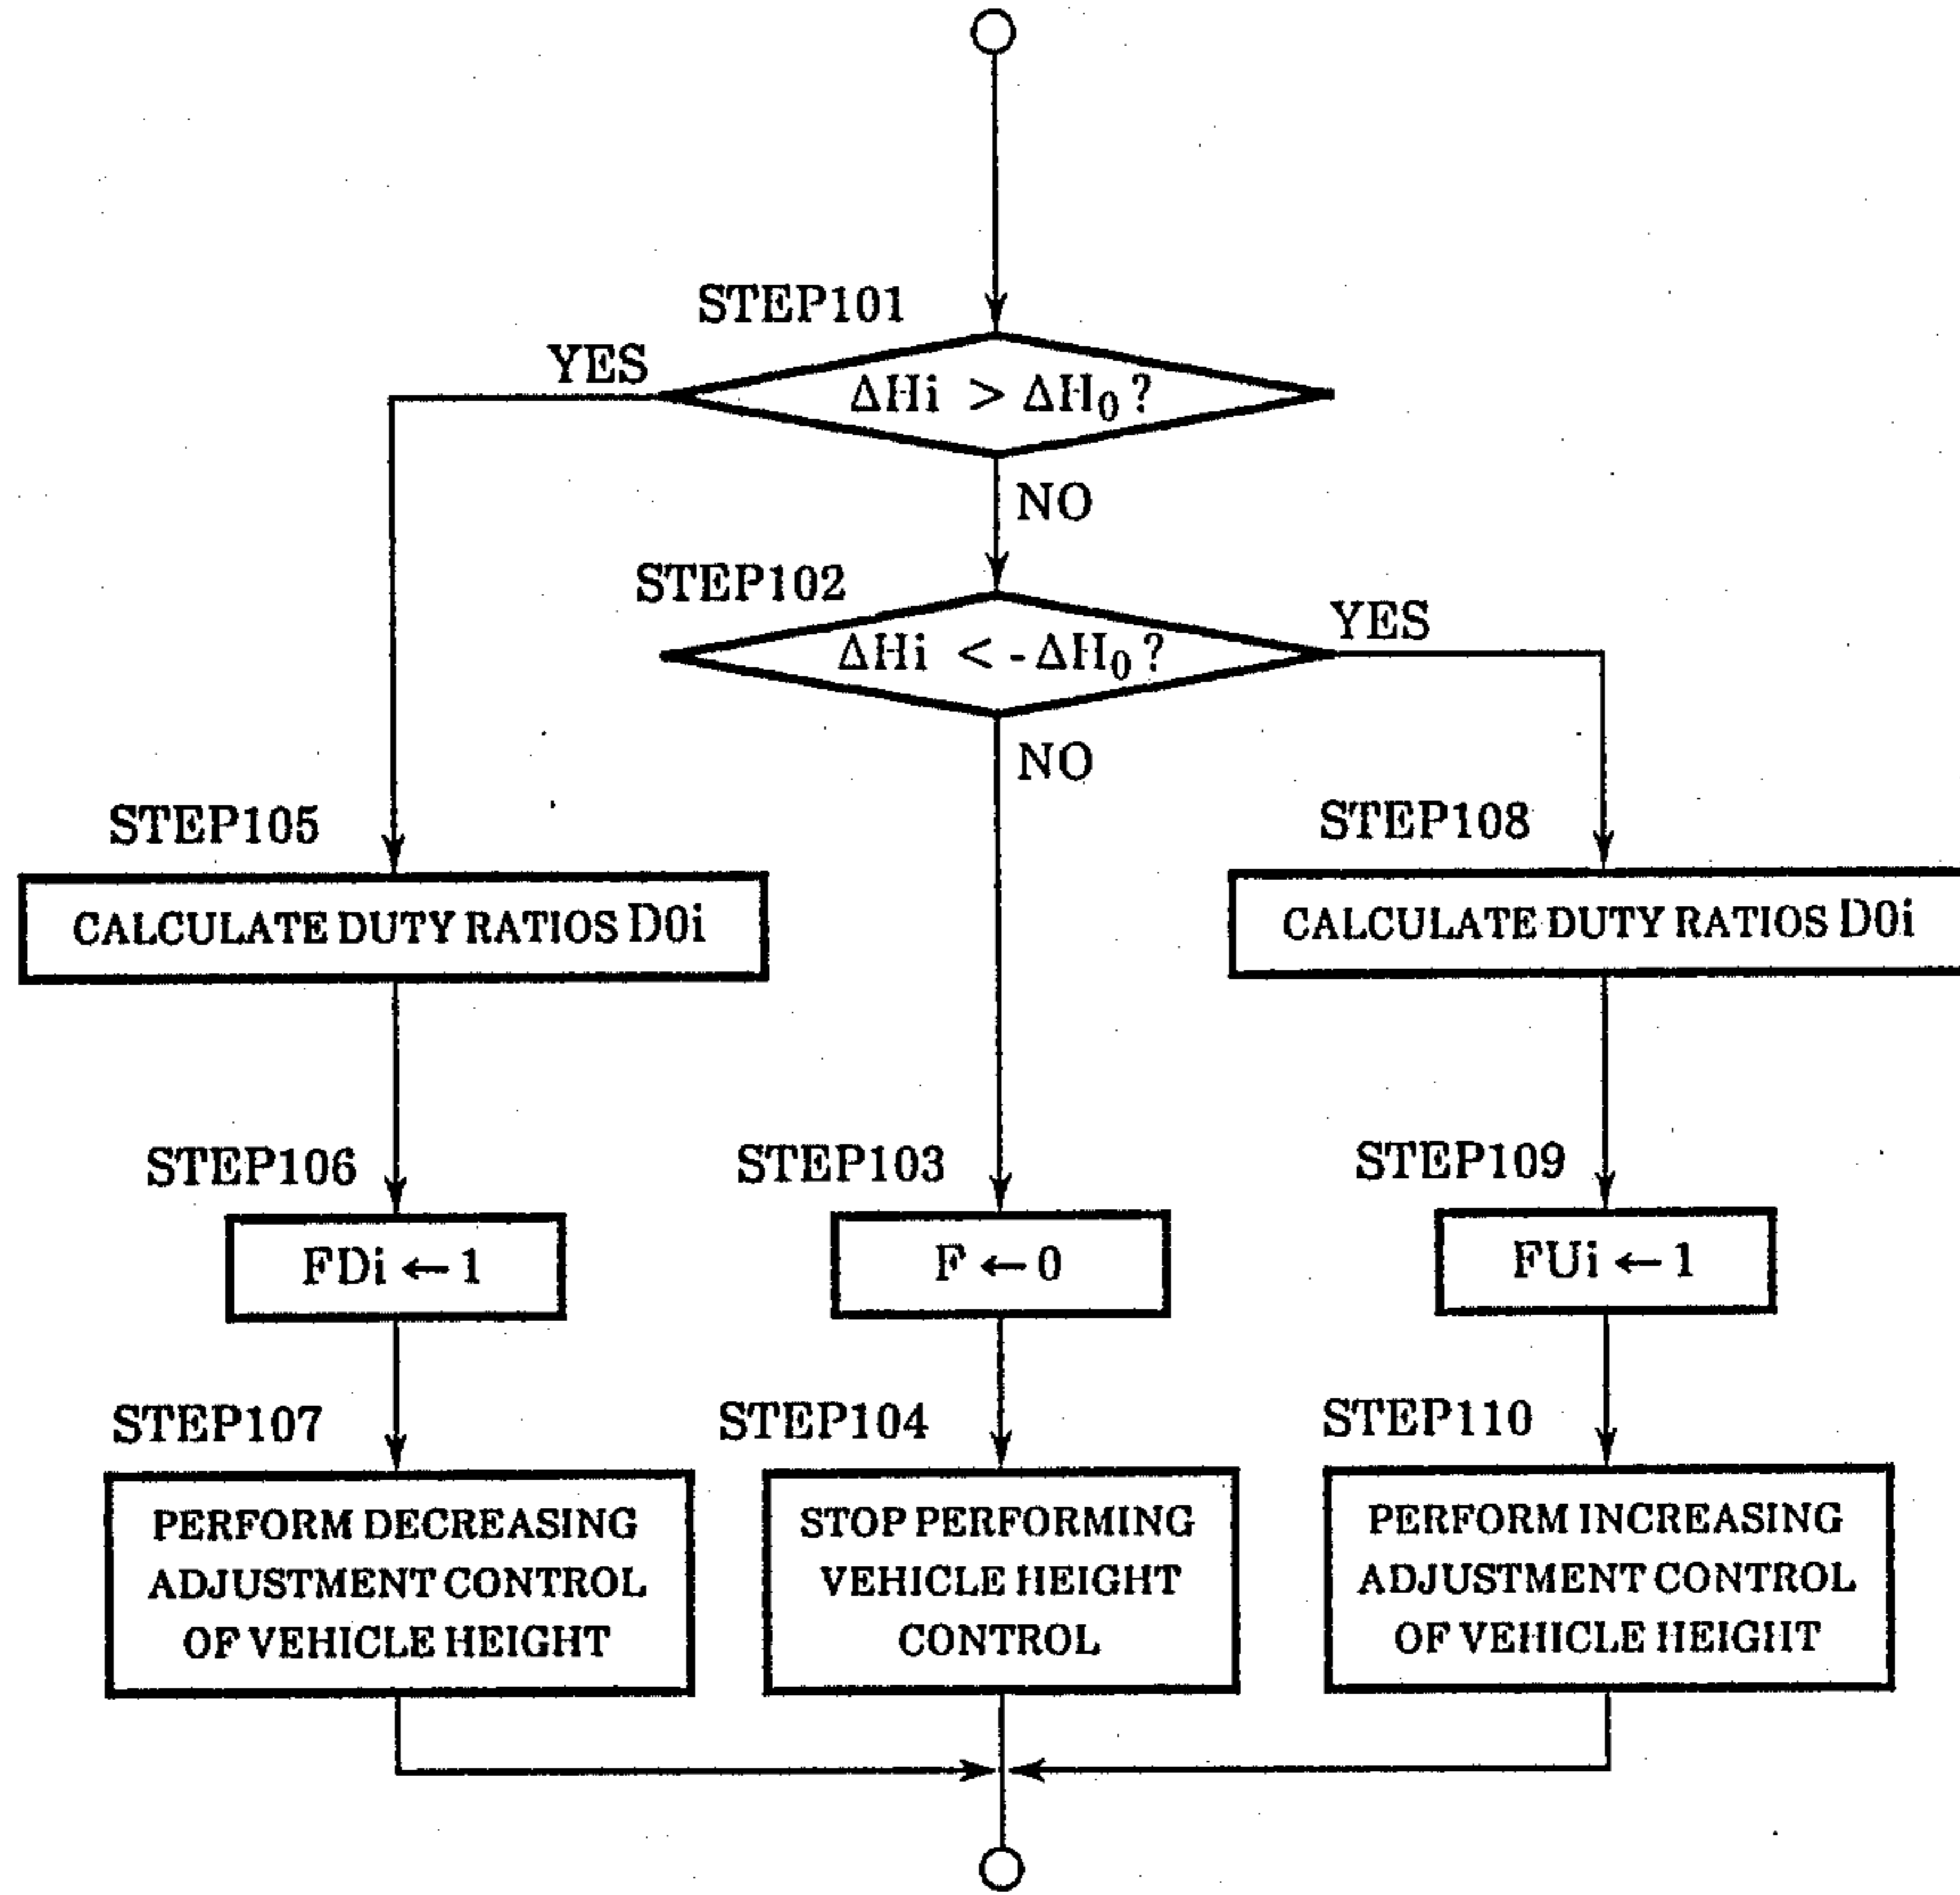 STEP101
YES
ΔHi > ΔH₀ ?
NO
STEP102
YES
ΔHi < - ΔH₀ ?
NO
STEP105
CALCULATE DUTY RATIOS D0i
STEP108
CALCULATE DUTY RATIOS D0i
STEP106
FDi ← 1
STEP103
F ← 0
STEP109
FUi ← 1
STEP107
PERFORM DECREASING
ADJUSTMENT CONTROL
OF VEHICLE HEIGHT
STEP104
STOP PERFORMING
VEHICLE HEIGHT
CONTROL
STEP110
PERFORM INCREASING
ADJUSTMENT CONTROL
OF VEHICLE HEIGHT